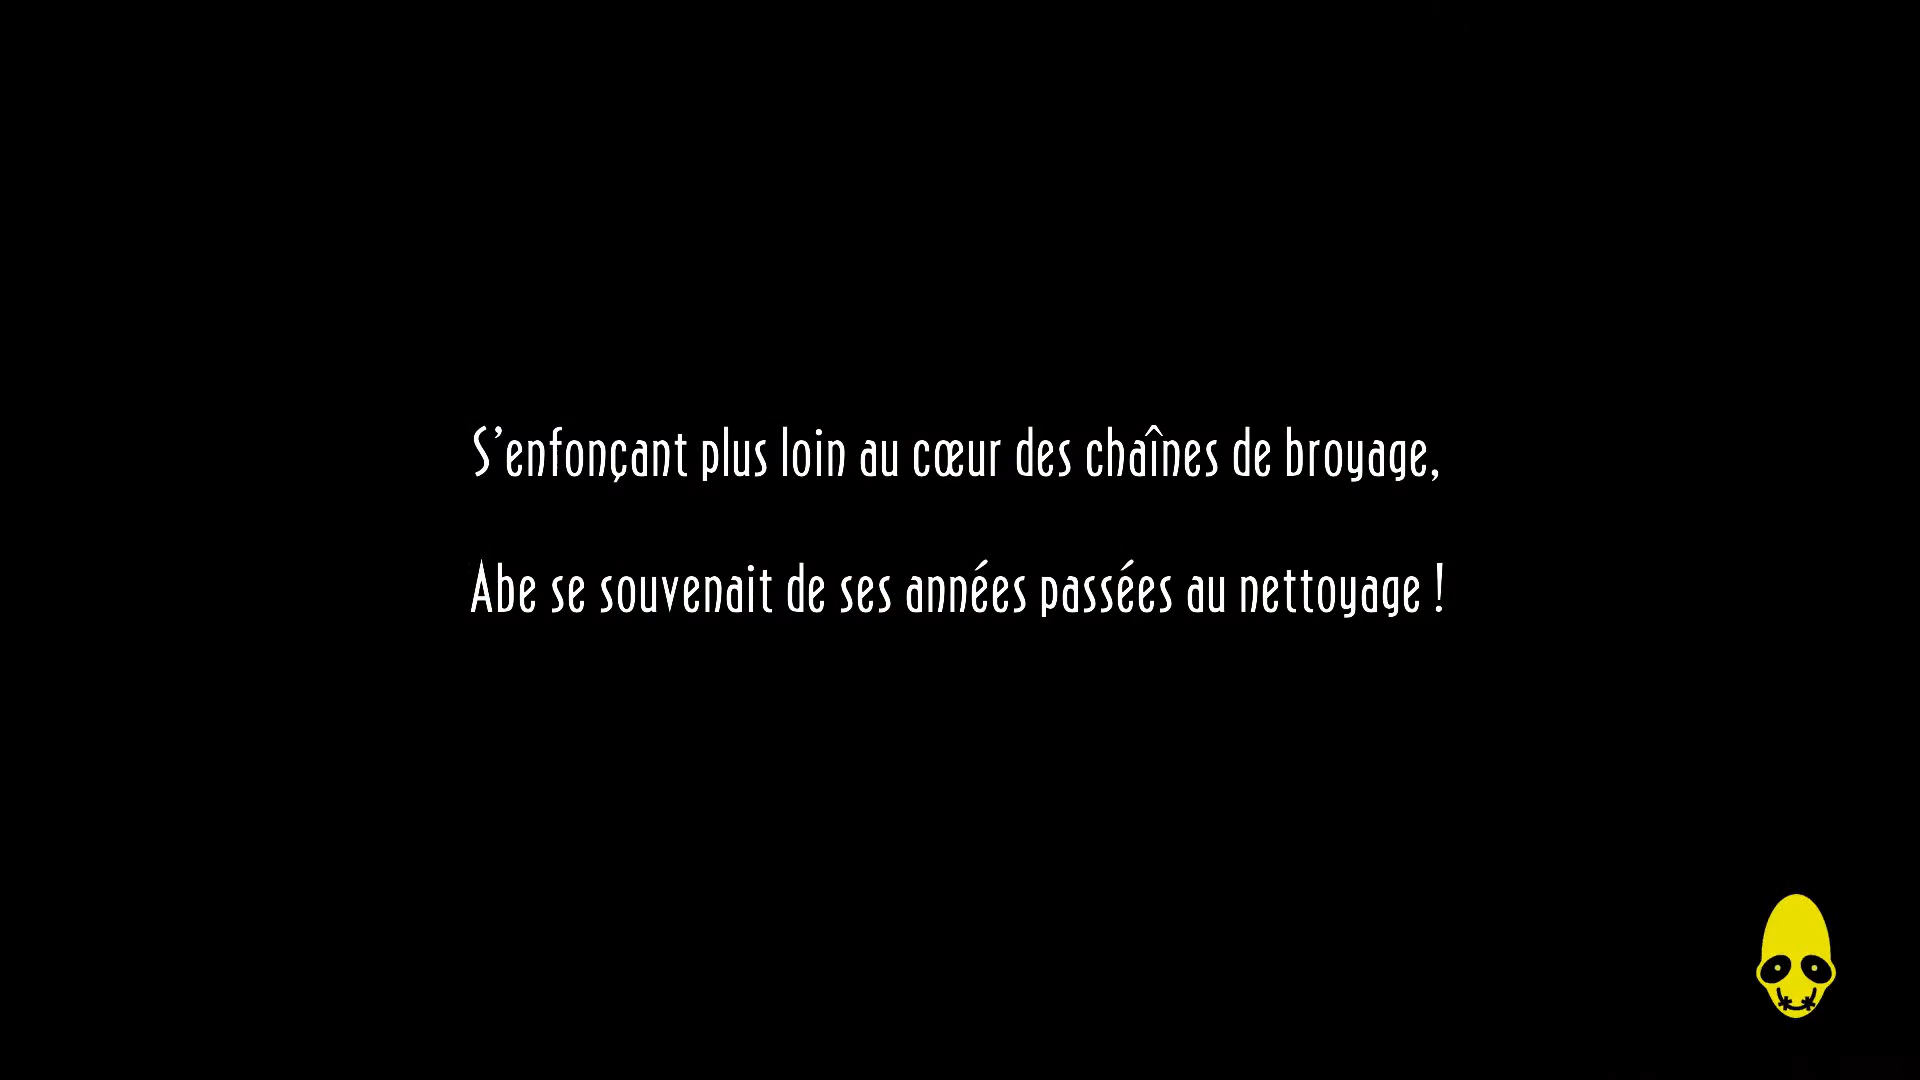 S’enfonçant plus loin au cœur des chaînes de broyage,
Abe se souvenait de ses années passées au nettoyage !